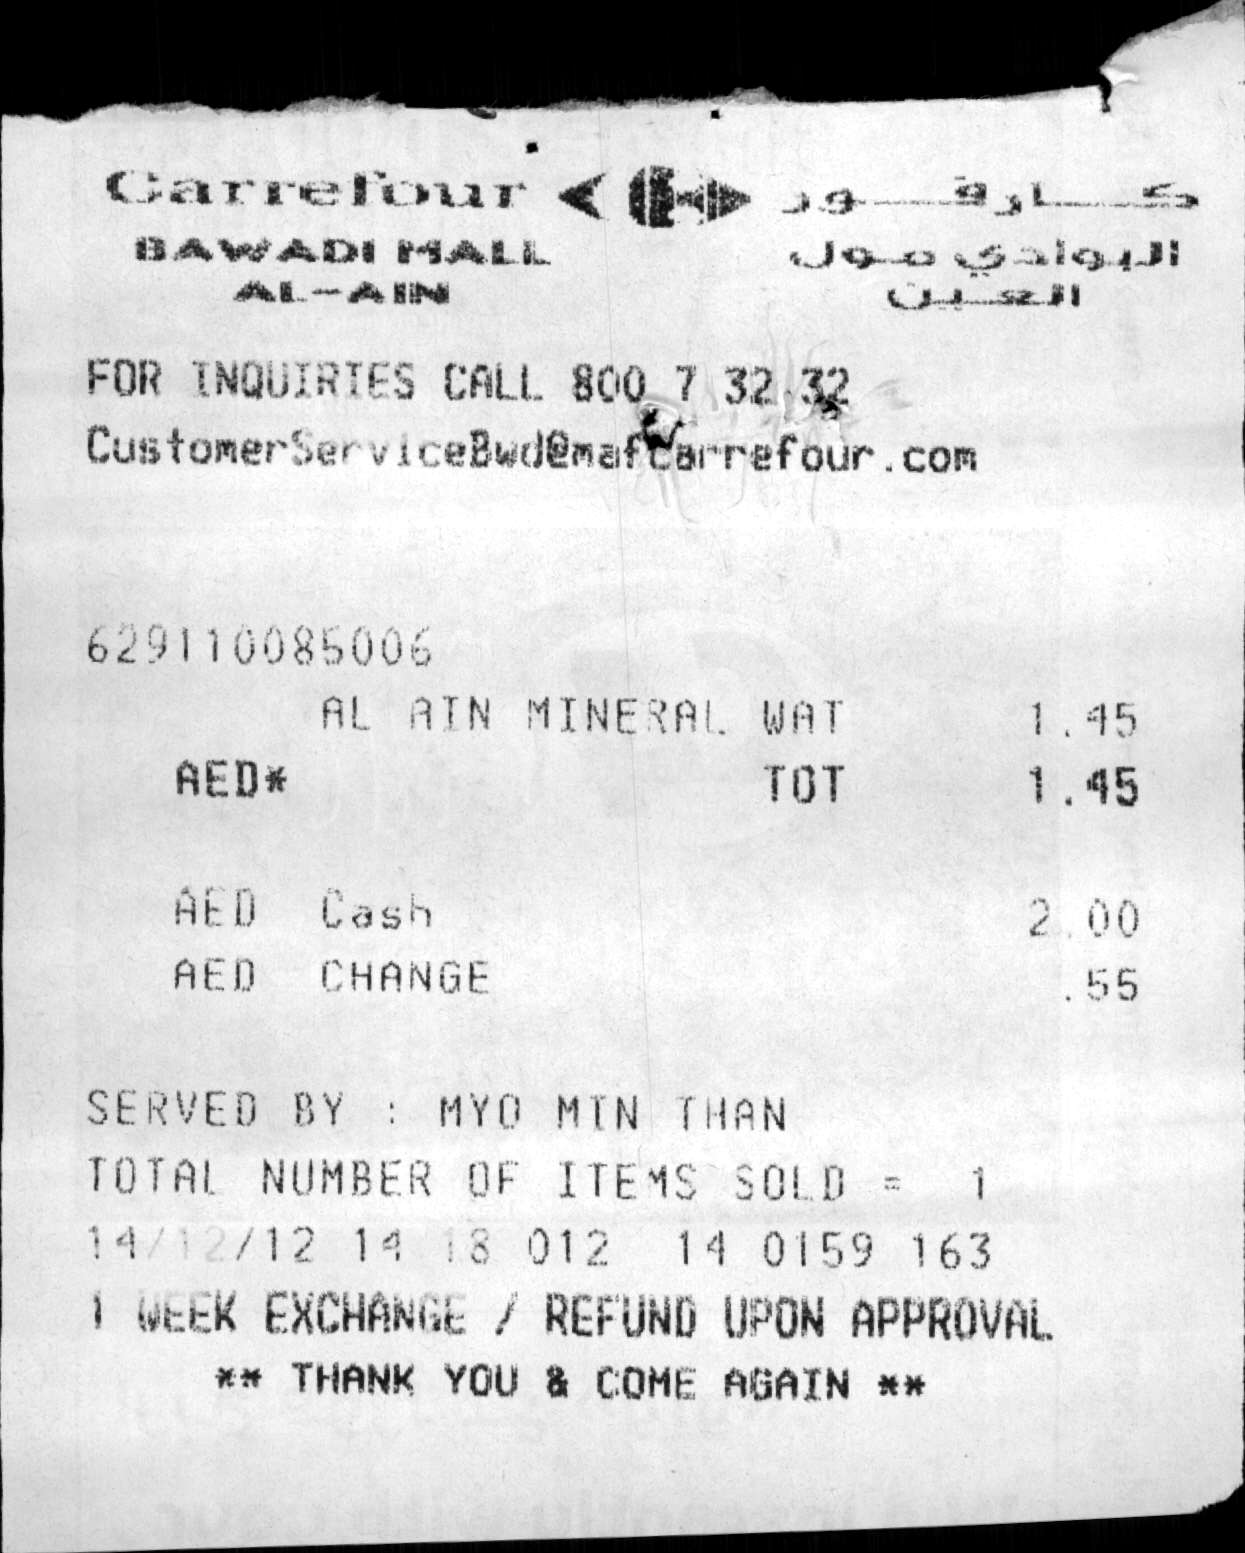 Carrefour كارفور
BAWADI MALL البوادي مول
AL-AIN العين
FOR INQUIRIES CALL 800 7 32 32
CustomerServiceBwd@mafcarrefour.com
629110085006
AL AIN MINERAL WAT 1.45
AED* TOT 1.45
AED Cash 2.00
AED CHANGE .55
SERVED BY : MYO MIN THAN
TOTAL NUMBER OF ITEMS SOLD = 1
14/12/12 14 18 012 14 0159 163
1 WEEK EXCHANGE / REFUND UPON APPROVAL
** THANK YOU & COME AGAIN **